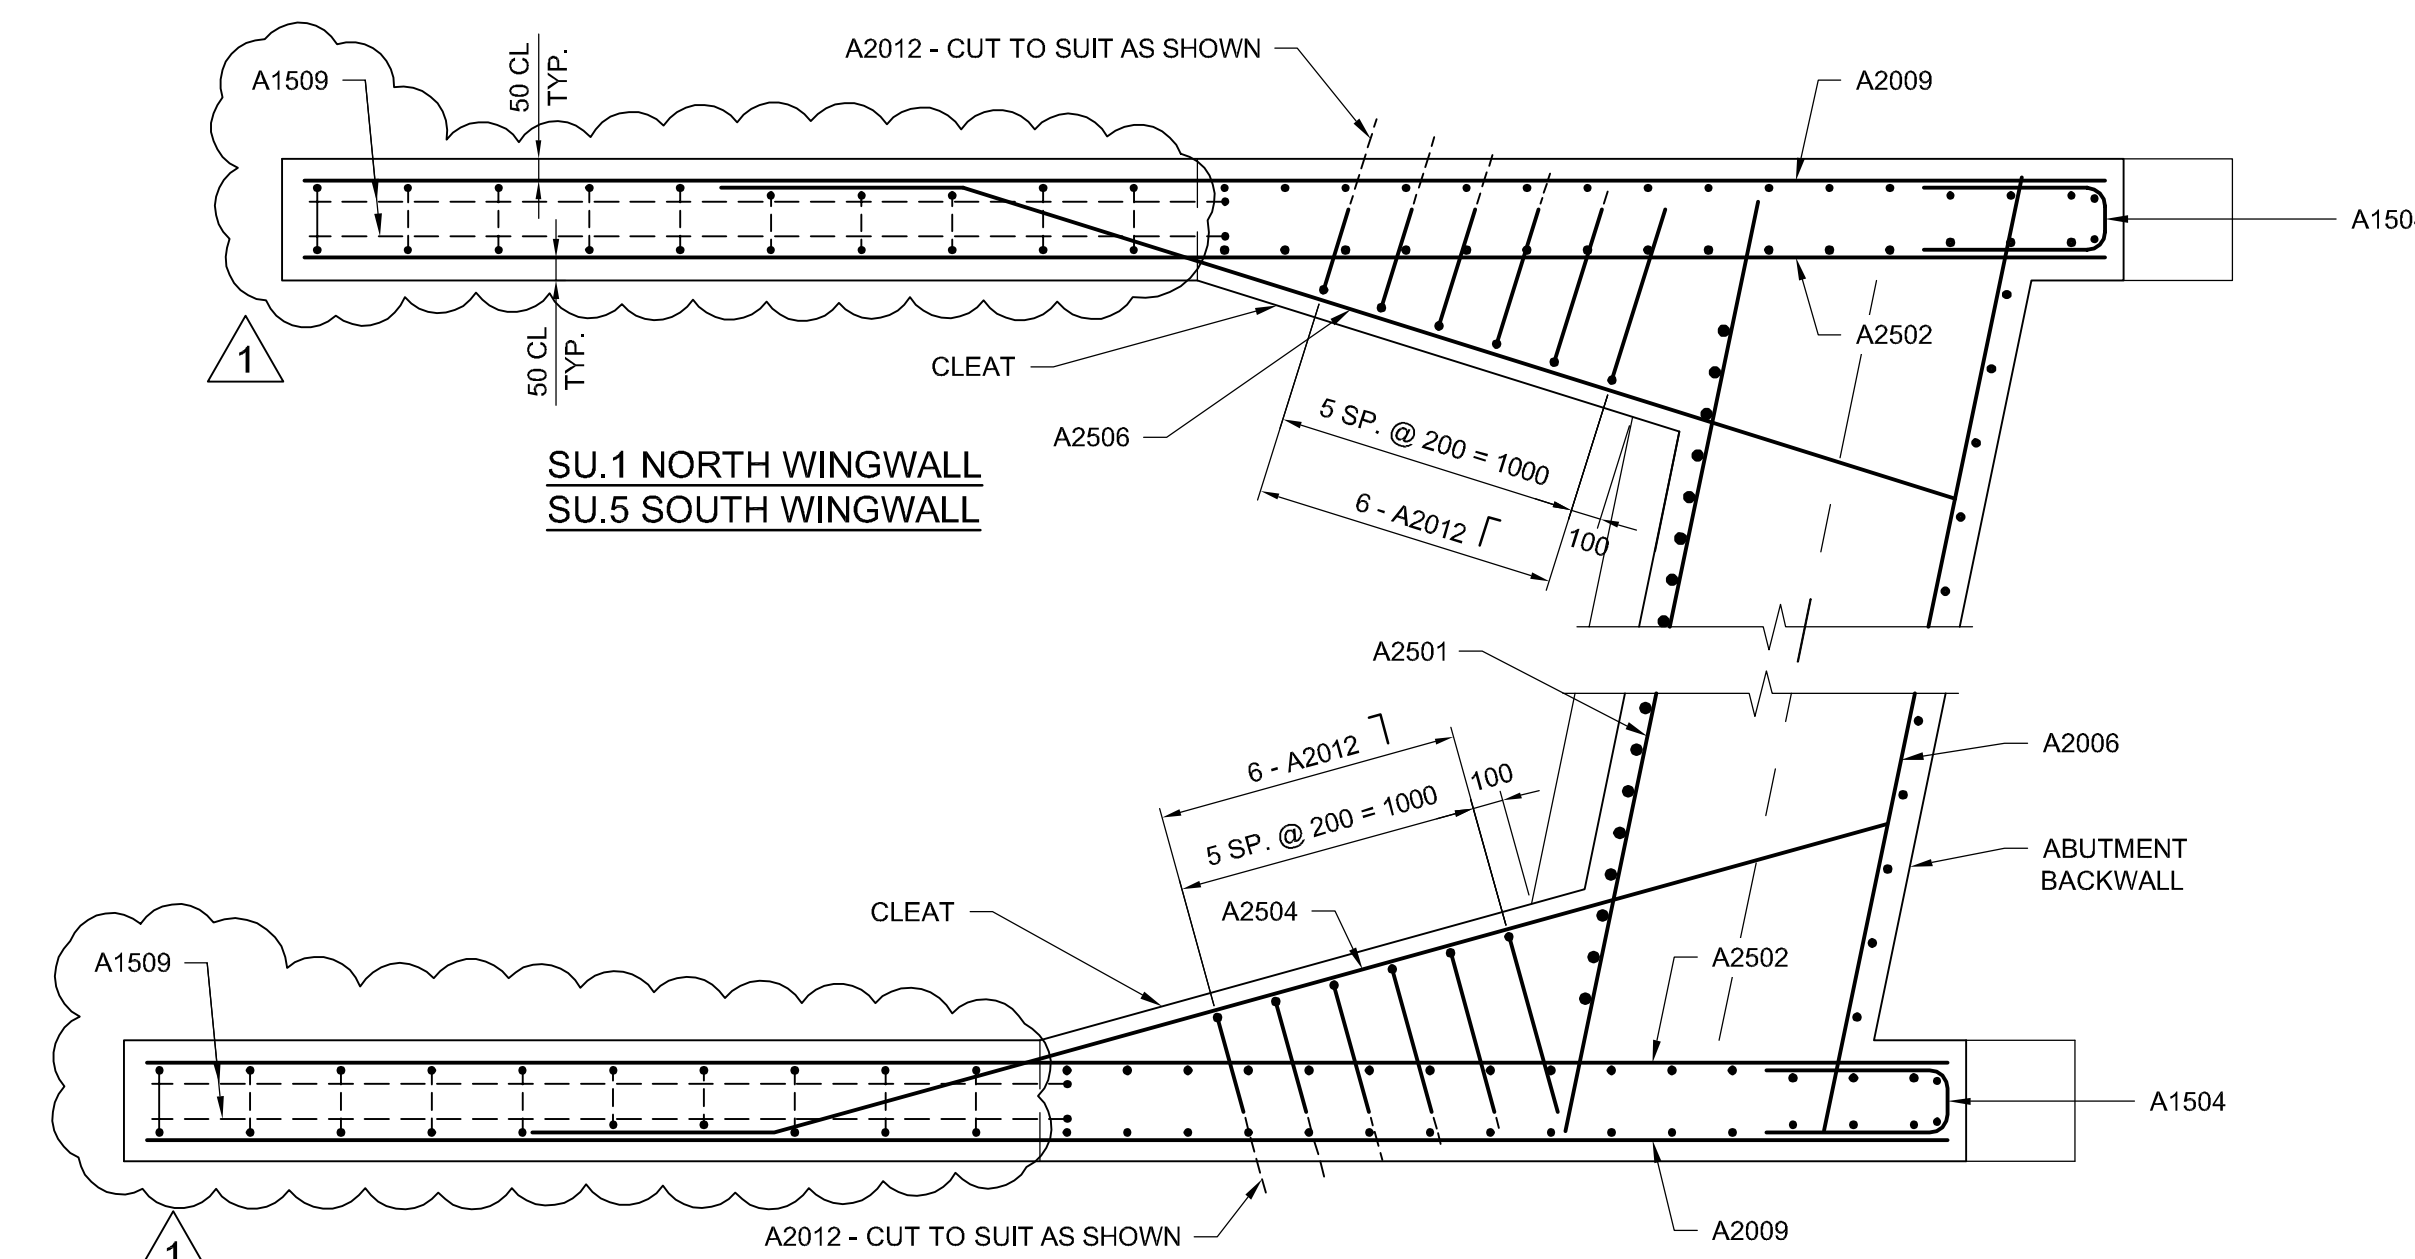 A2012 - CUT TO SUIT AS SHOWN
A1509
50 CL
TYP.
A2009
A150
1
50 CL
TYP.
CLEAT
A2502
A2506
5 SP. @ 200 = 1000
6 - A2012
100
SU.1 NORTH WINGWALL
SU.5 SOUTH WINGWALL
A2501
6 - A2012
100
5 SP. @ 200 = 1000
A2006
ABUTMENT
BACKWALL
CLEAT
A2504
A1509
A2502
A1504
A2012 - CUT TO SUIT AS SHOWN
A2009
1